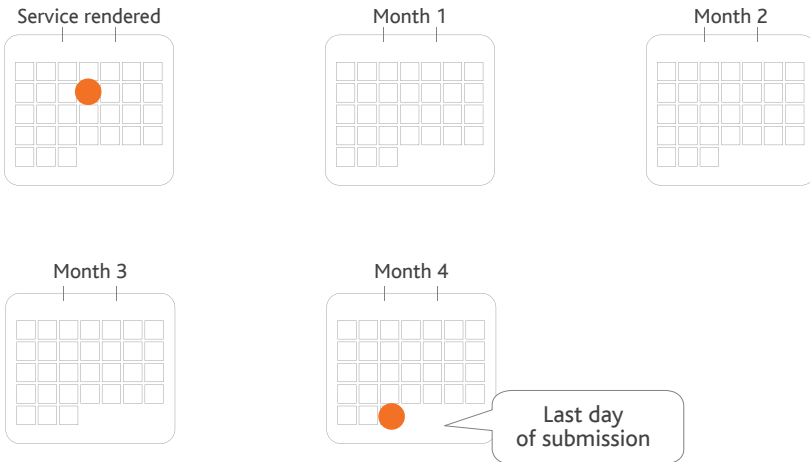 Service rendered
Month 1
Month 2
Month 3
Month 4
Last day
of submission